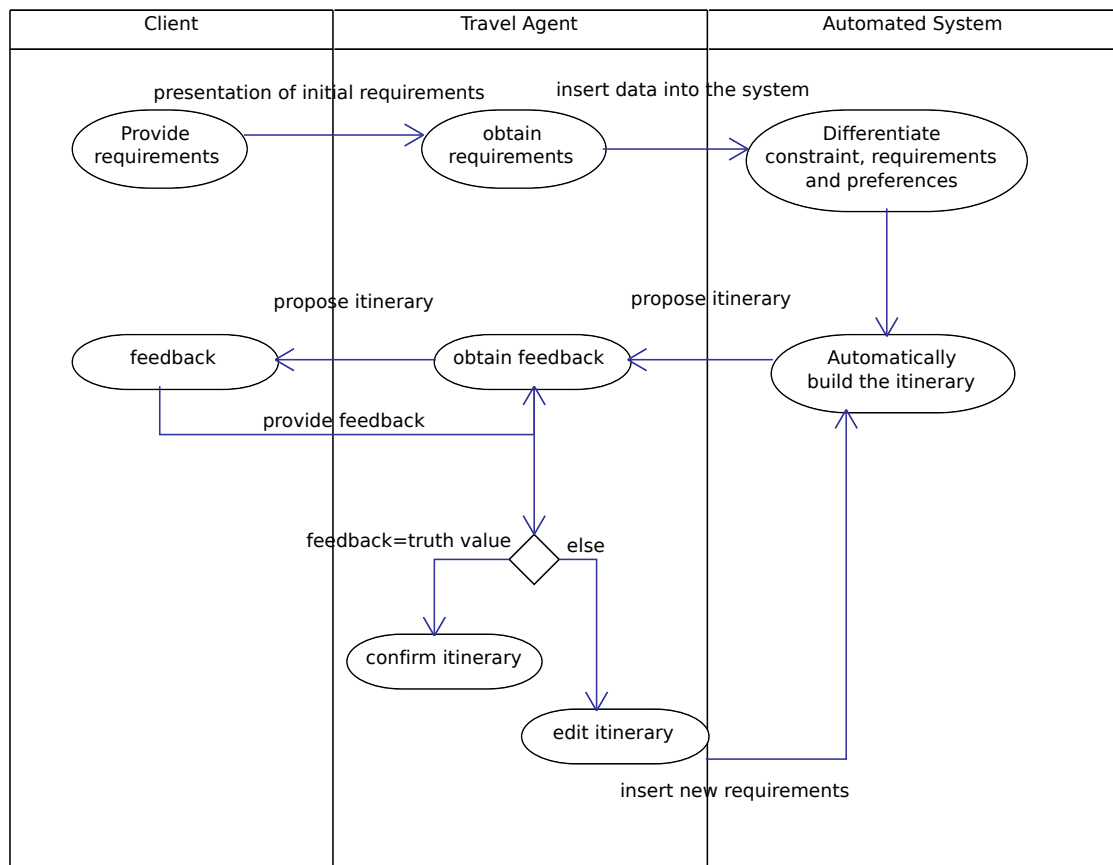 Client
Travel Agent
Automated System
presentation of initial requirements
insert data into the system
Provide
requirements
obtain
requirements
Differentiate
constraint, requirements
and preferences
propose itinerary
propose itinerary
feedback
obtain feedback
Automatically
build the itinerary
provide feedback
feedback=truth value
else
confirm itinerary
edit itinerary
insert new requirements